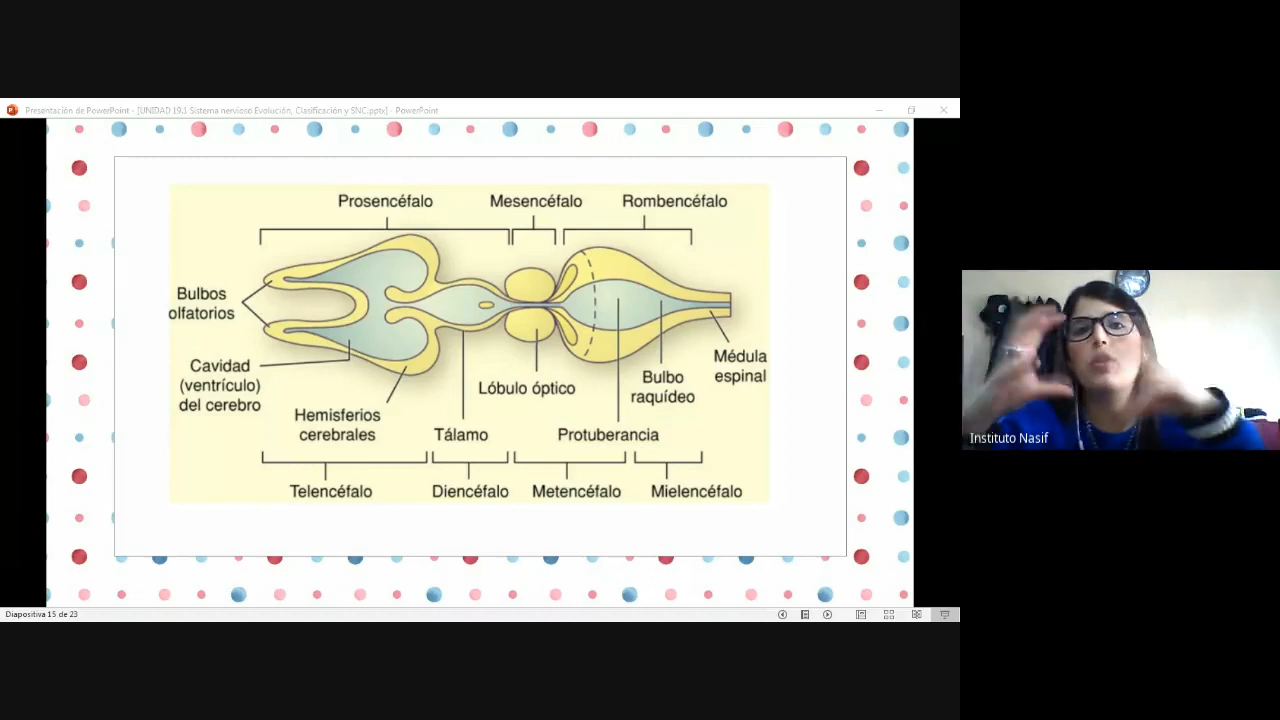 Presentación de PowerPoint - [UNIDAD 19.1 Sistema nervioso Evolución, Clasificación y SNC.pptx] - PowerPoint
Prosencéfalo
Mesencéfalo
Rombencéfalo
Bulbos
olfatorios
Cavidad
(ventrículo)
del cerebro
Hemisferios
cerebrales
Tálamo
Lóbulo óptico
Protuberancia
Bulbo
raquídeo
Médula
espinal
Telencéfalo
Diencéfalo
Metencéfalo
Mielencéfalo
Instituto Nasif
Diapositiva 15 de 23